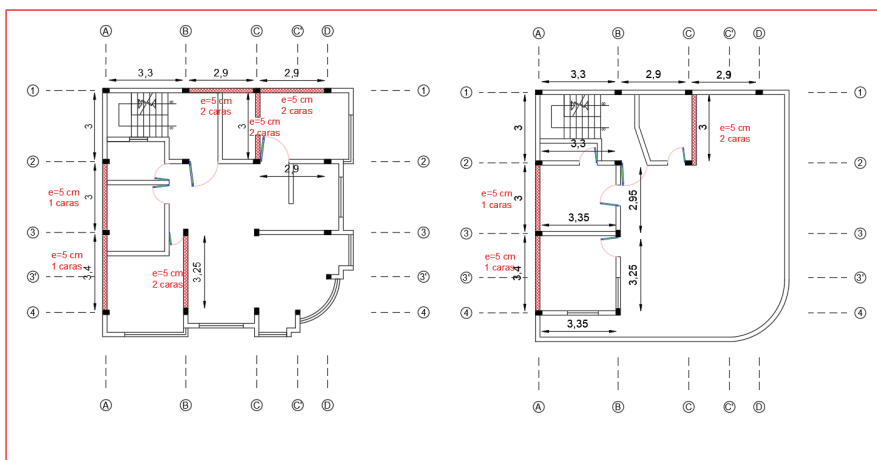 A B C C' D
3,3 2,9 2,9
1 1
e=5 cm
2 caras
e=5 cm
2 caras
e=5 cm
2 caras
3 3
2 2
2,9
e=5 cm
1 caras
3
3 3
e=5 cm
1 caras
3,4
e=5 cm
2 caras
3,25
3' 3'
4 4
A B C C' D
A B C C' D
3,3 2,9 2,9
1 1
3 3
e=5 cm
2 caras
3,3
2 2
e=5 cm
1 caras
3
3,35
2,95
3 3
e=5 cm
1 caras
3,4
3,25
3' 3'
4 4
3,35
A B C C' D